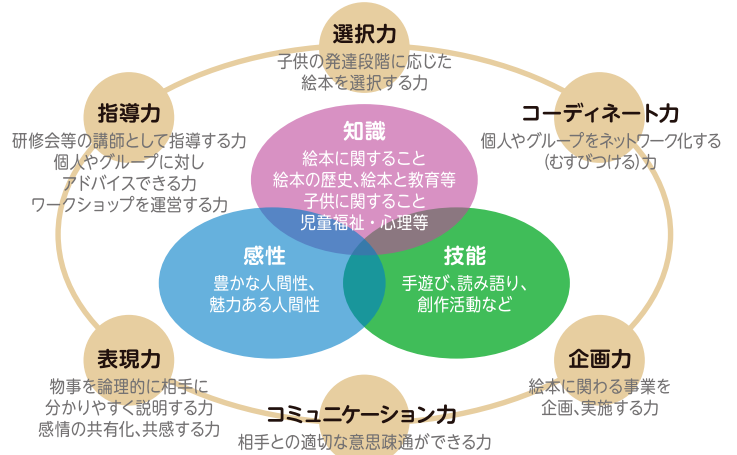 選択力
子供の発達段階に応じた
絵本を選択する力
コーディネート力
個人やグループをネットワーク化する
(むすびつける)力
指導力
研修会等の講師として指導する力
個人やグループに対し
アドバイスできる力
ワークショップを運営する力
知識
絵本に関すること
絵本の歴史、絵本と教育等
子供に関すること
児童福祉・心理等
感性
豊かな人間性、
魅力ある人間性
技能
手遊び、読み語り、
創作活動など
表現力
物事を論理的に相手に
分かりやすく説明する力
感情の共有化、共感する力
コミュニケーション力
相手との適切な意思疎通ができる力
企画力
絵本に関わる事業を
企画、実施する力